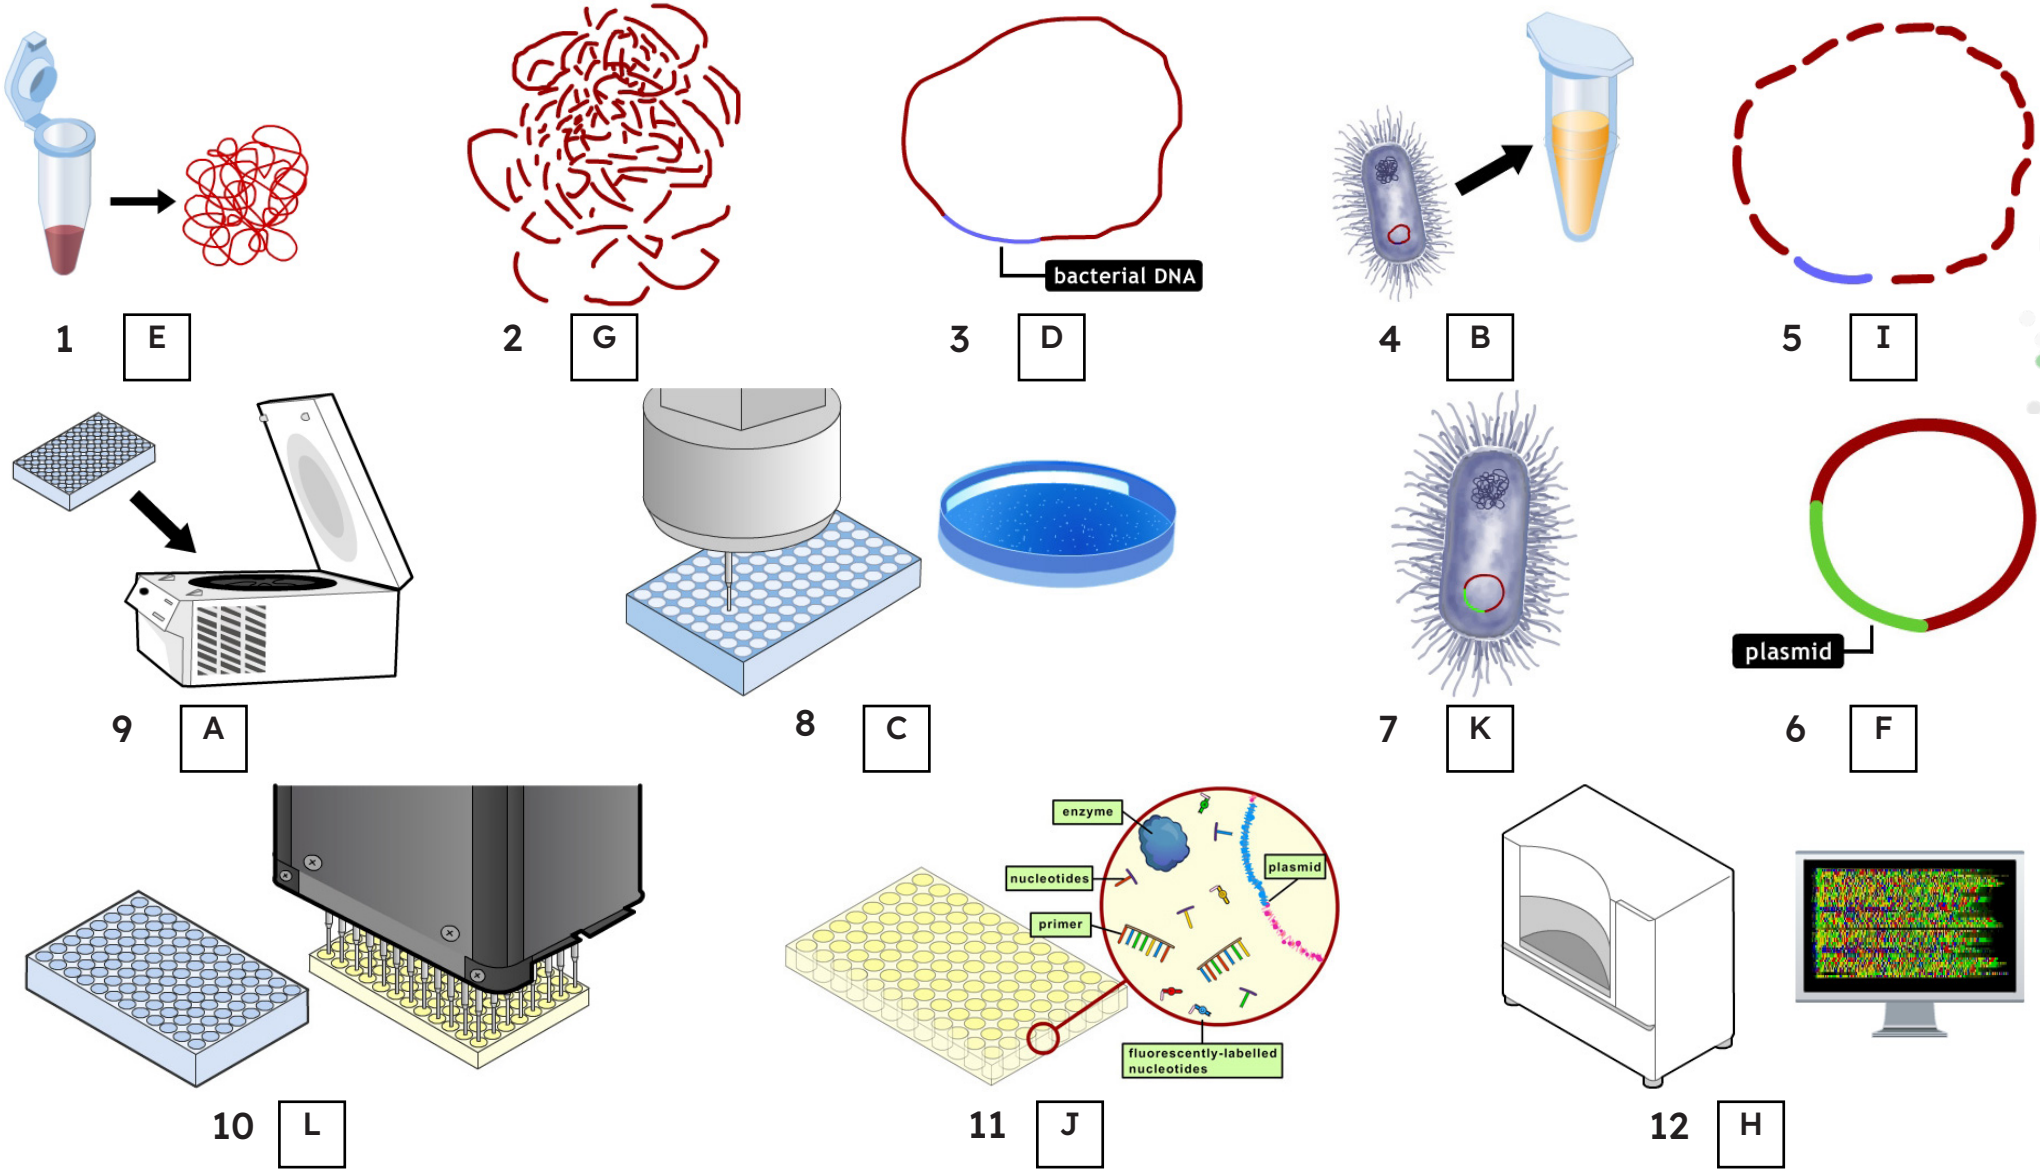 bacterial DNA
1 E
2 G
3 D
4 B
5 I
plasmid
9 A
8 C
7 K
6 F
enzyme
nucleotides
primer
plasmid
fluorescently-labelled
nucleotides
10 L
11 J
12 H